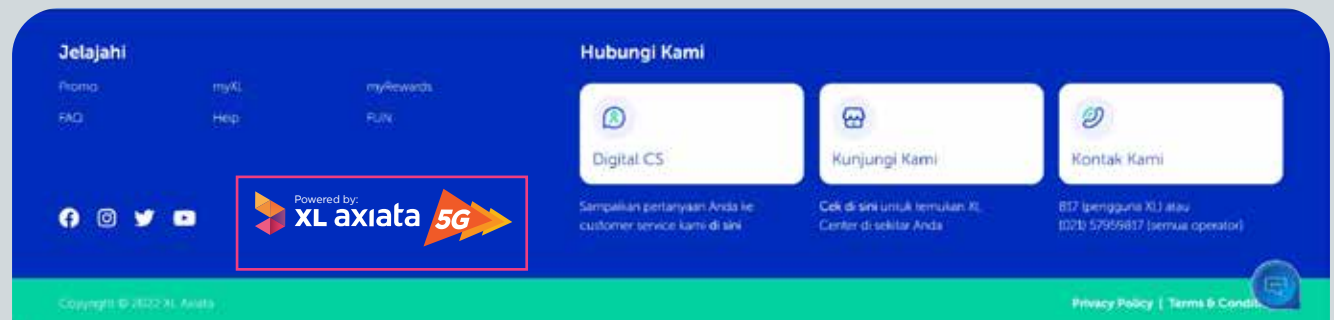 Jelajahi
Promo myXL myRewards
FAQ Help FUN
Powered by:
XL axiata 5G
Hubungi Kami
Digital CS
Sampaikan pertanyaan Anda ke
customer service kami di sini
Kunjungi Kami
Cek di sini untuk temukan XL
Center di sekitar Anda
Kontak Kami
817 (pengguna XL) atau
(021) 57959817 (semua operator)
Copyright © 2022 XL Axiata
Privacy Policy | Terms &